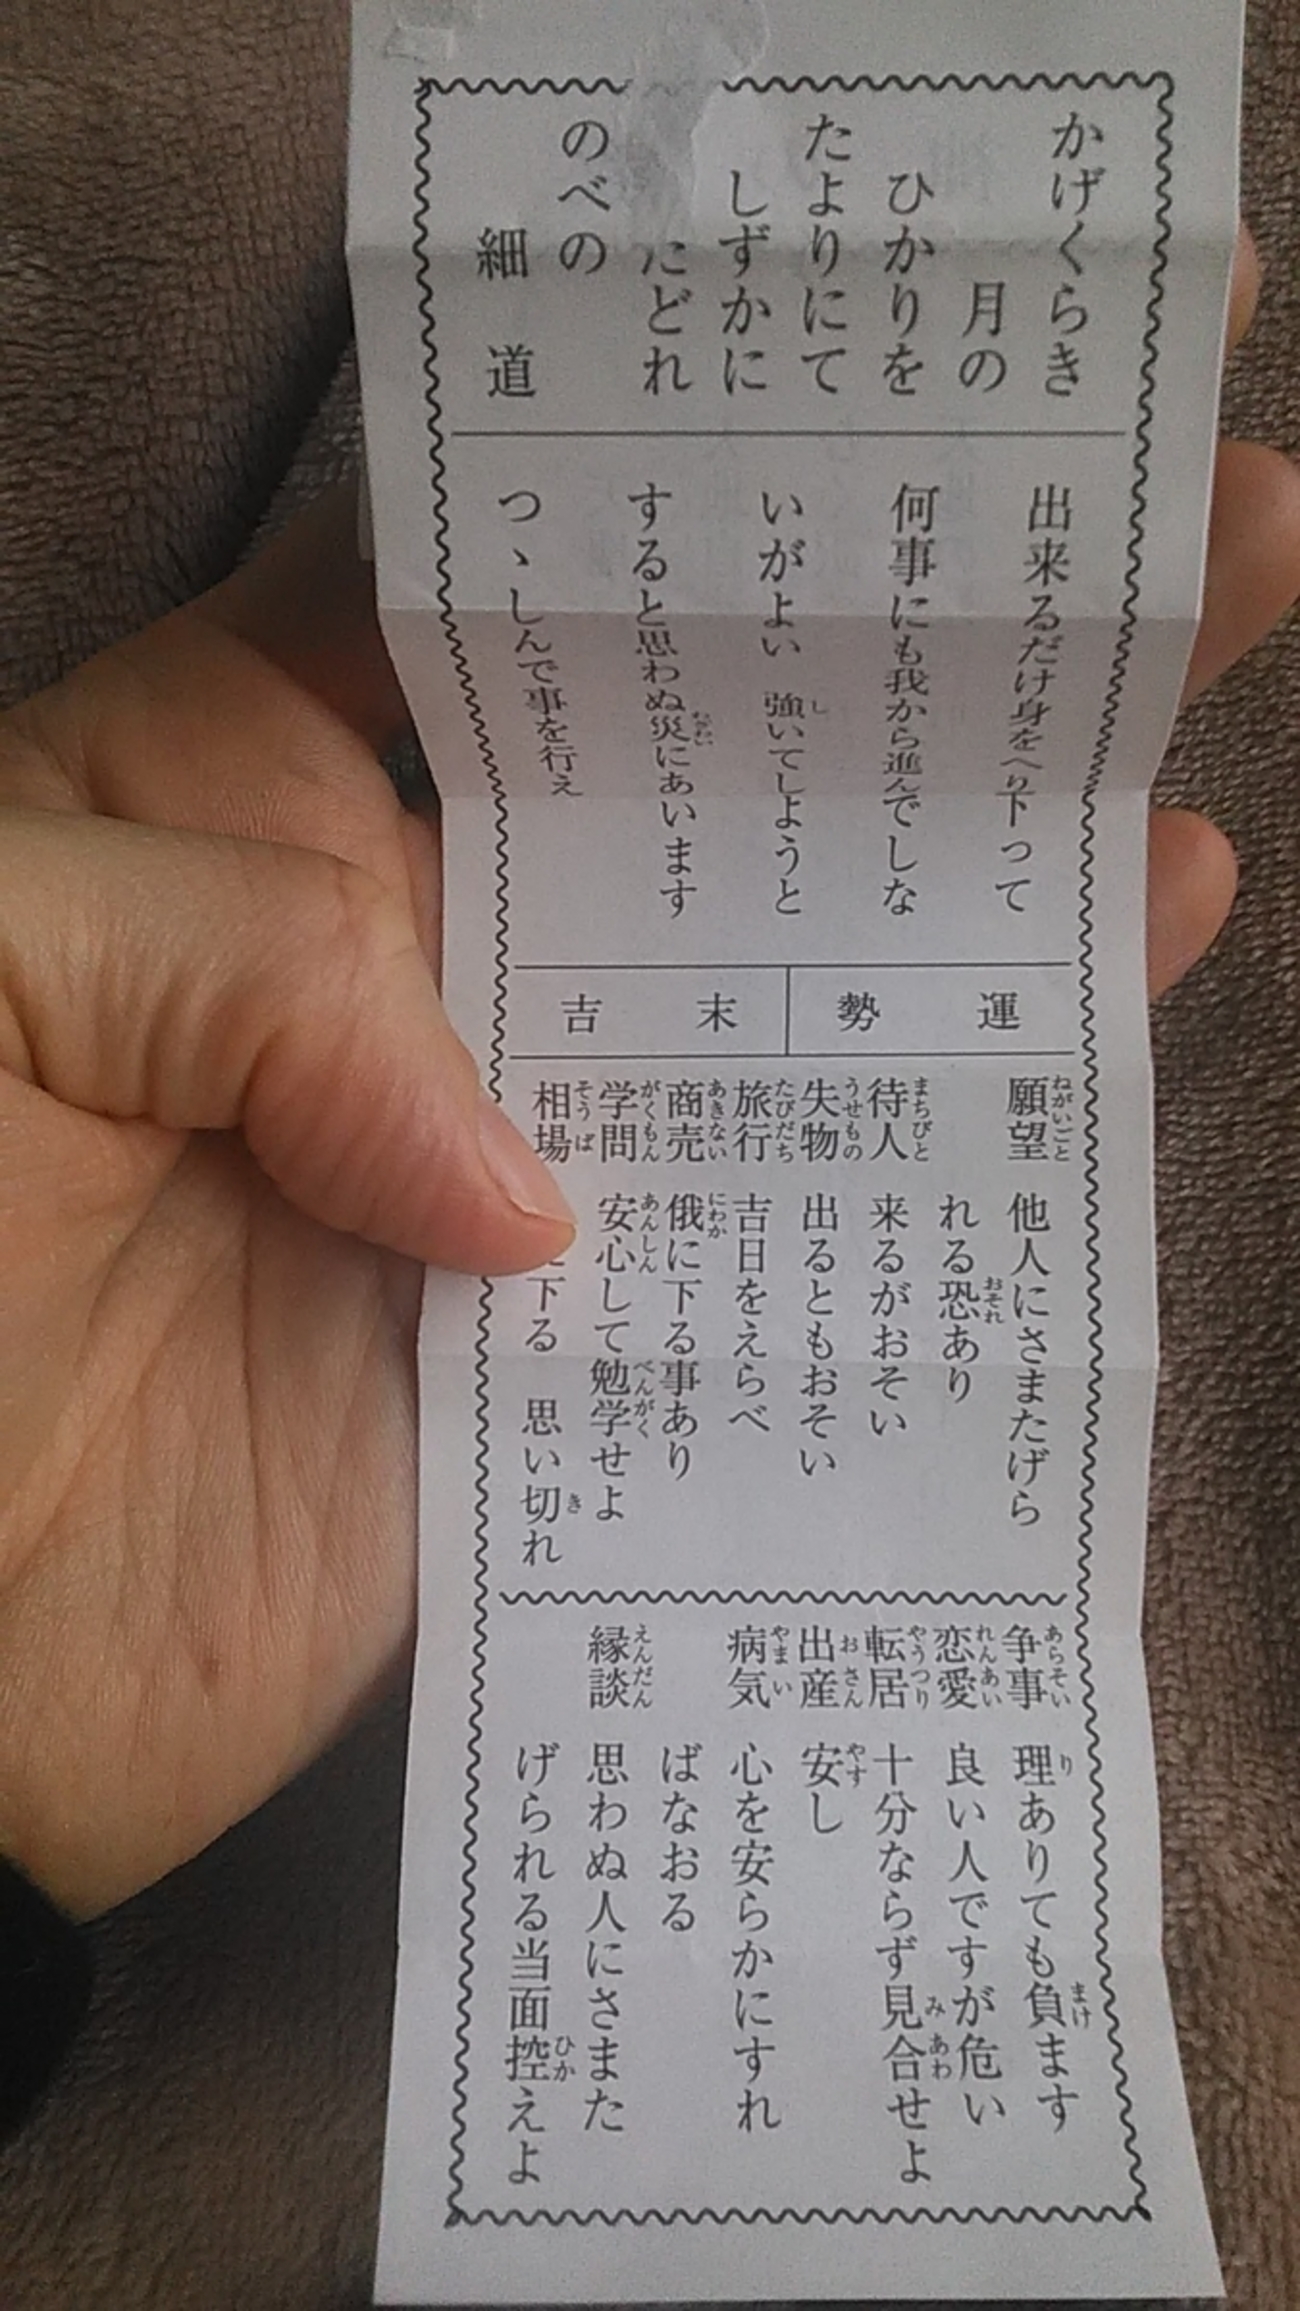 かげくらき
月の
ひかりを
たよりにて
しずかに
たどれ
のべの
細道
出来るだけ身をへり下って
何事にも我から進んでしな
いがよい 強いてしようと
すると思わぬ災にあいます
つゝしんで事を行え
運勢 末吉
願望 他人にさまたげら
れる恐あり
待人 来るがおそい
失物 出るともおそい
旅行 吉日をえらべ
商売 俄に下る事あり
学問 安心して勉学せよ
相場 下る 思い切れ
争事 理ありても負ます
恋愛 良い人ですが危い
転居 十分ならず見合せよ
出産 安し
病気 心を安らかにすれ
ばなおる
縁談 思わぬ人にさまた
げられる当面控えよ